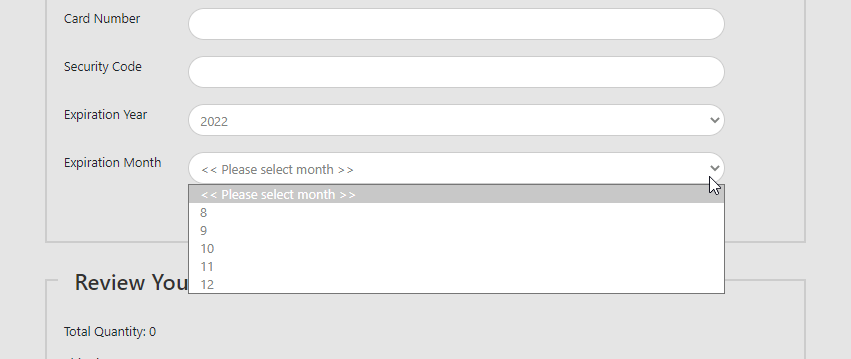 Card Number
Security Code
Expiration Year
2022
Expiration Month
<< Please select month >>
<< Please select month >>
8
9
10
11
12
Review You
Total Quantity: 0